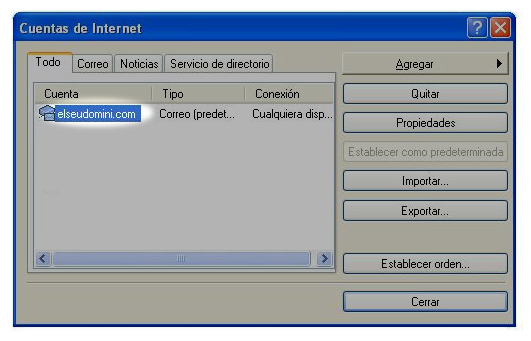 Cuentas de Internet
Todo Correo Noticias Servicio de directorio
Cuenta Tipo Conexión
elseudomini.com Correo (predet... Cualquiera disp...
Agregar
Quitar
Propiedades
Establecer como predeterminada
Importar...
Exportar...
Establecer orden...
Cerrar